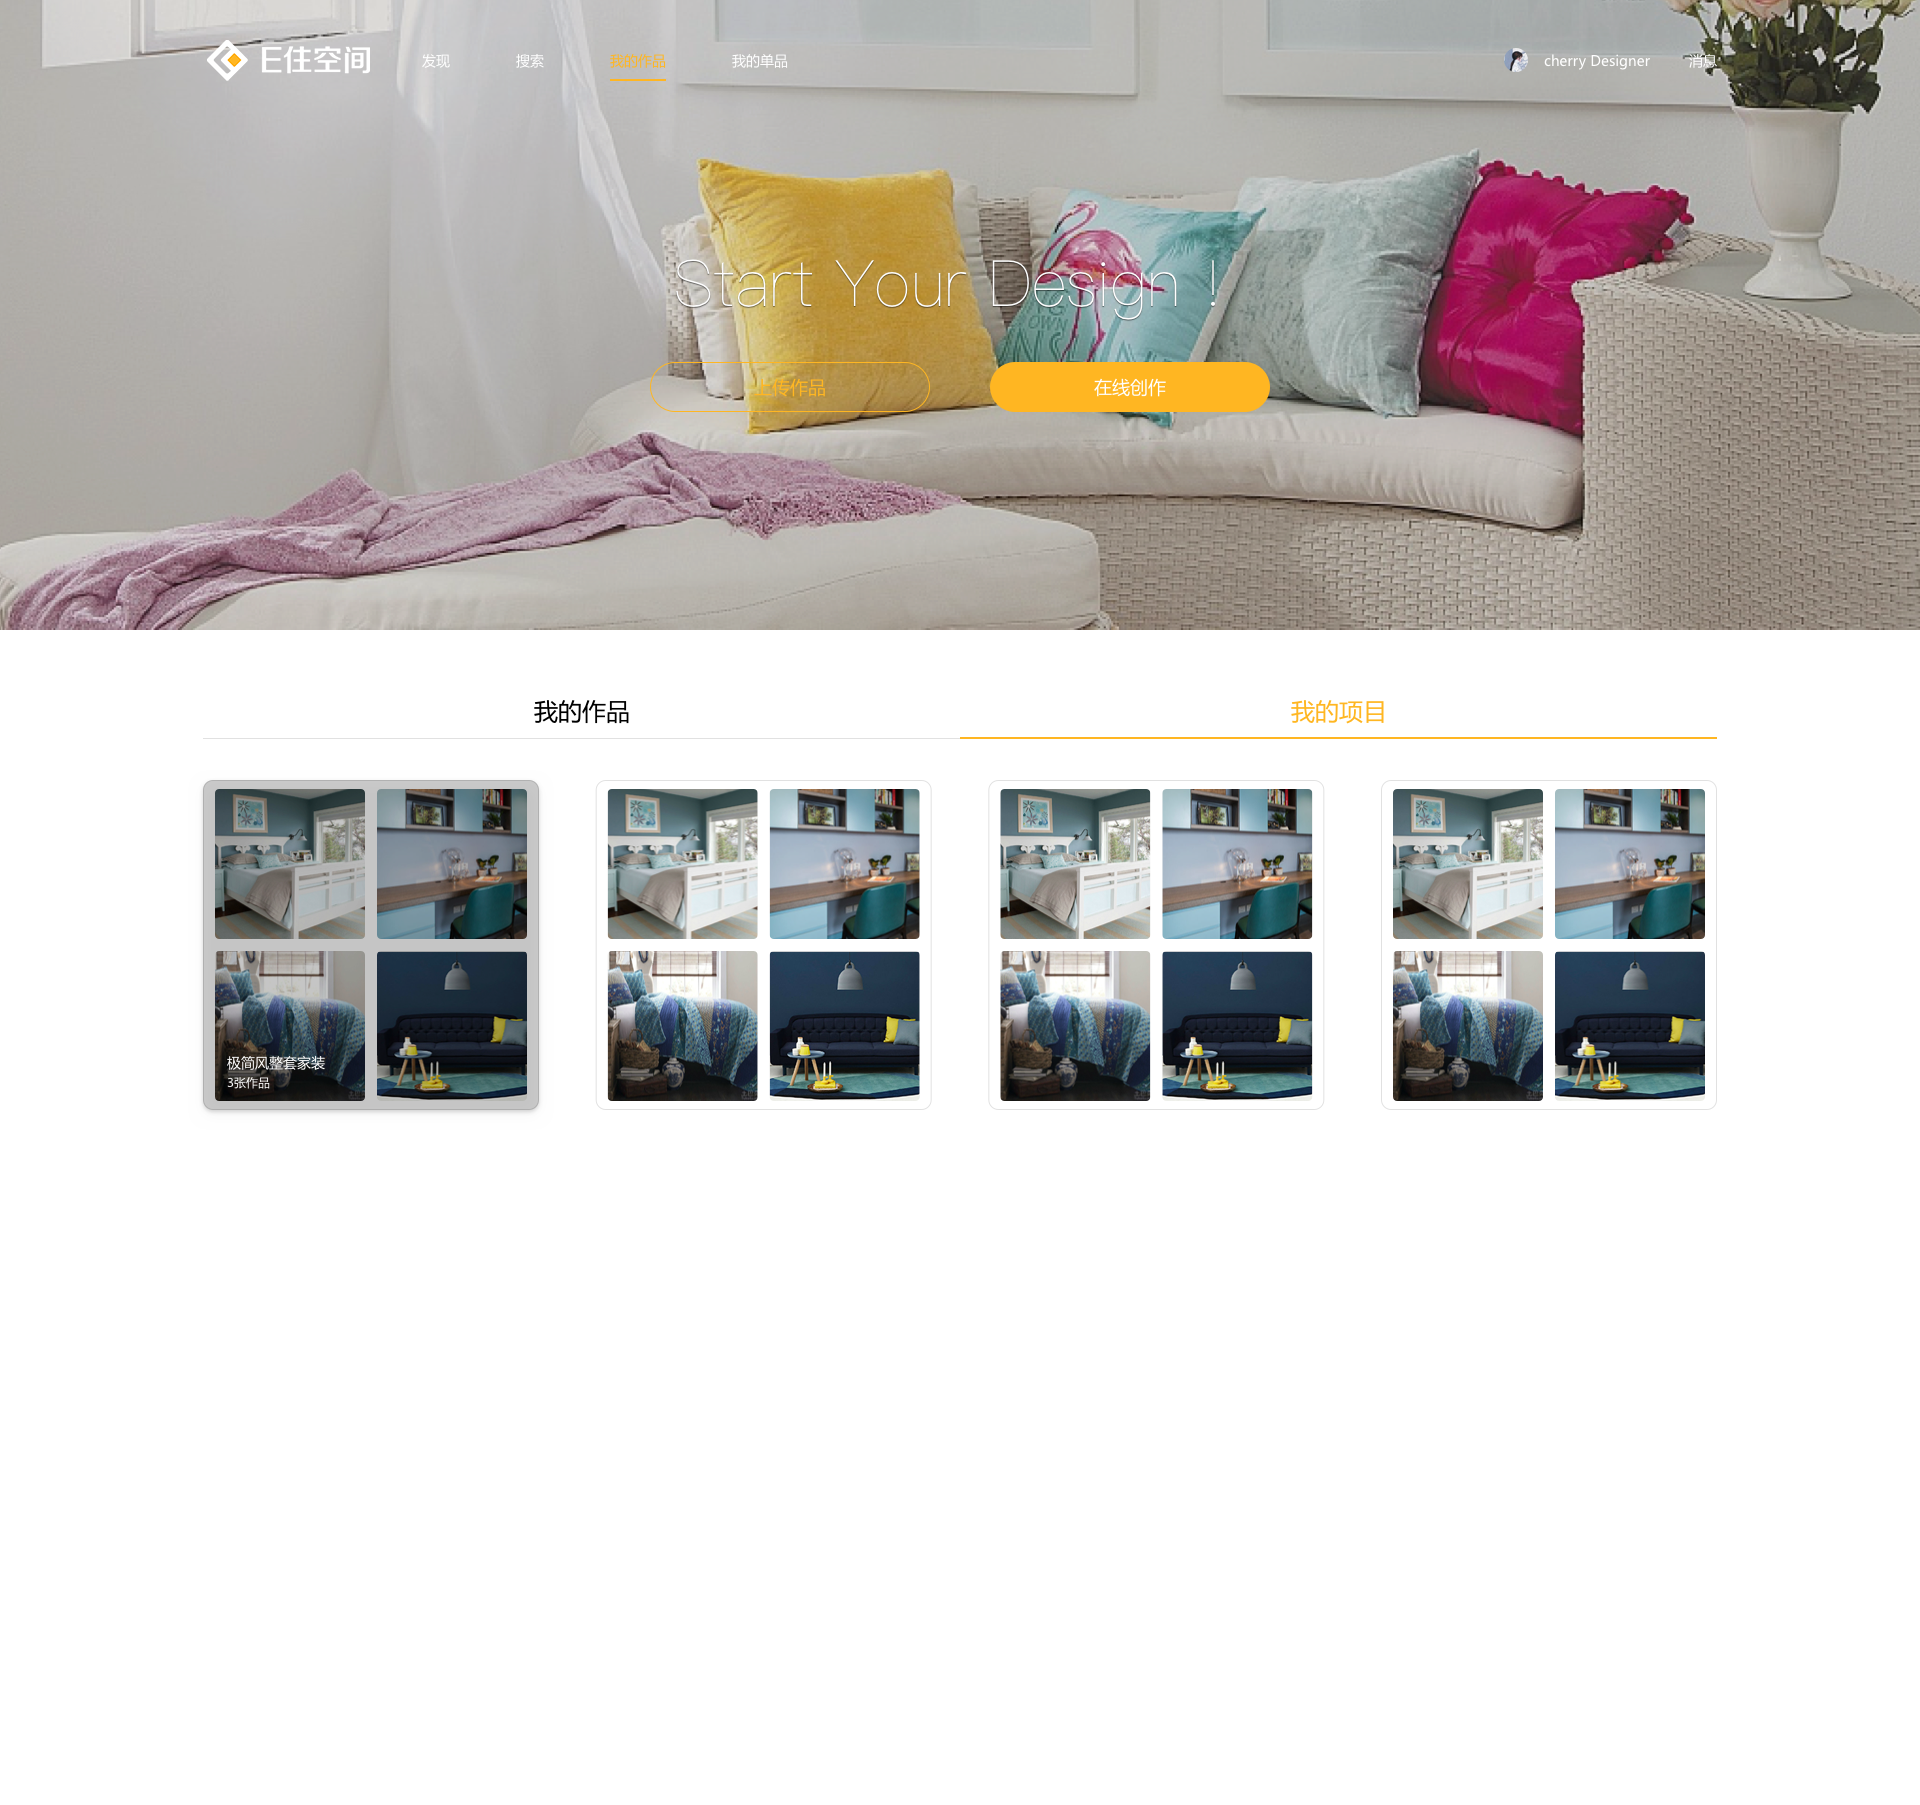 E住空间
发现
搜索
我的作品
我的单品
cherry Designer
消息
Start Your Design !
上传作品
在线创作
我的作品
我的项目
极简风整套家装
3张作品